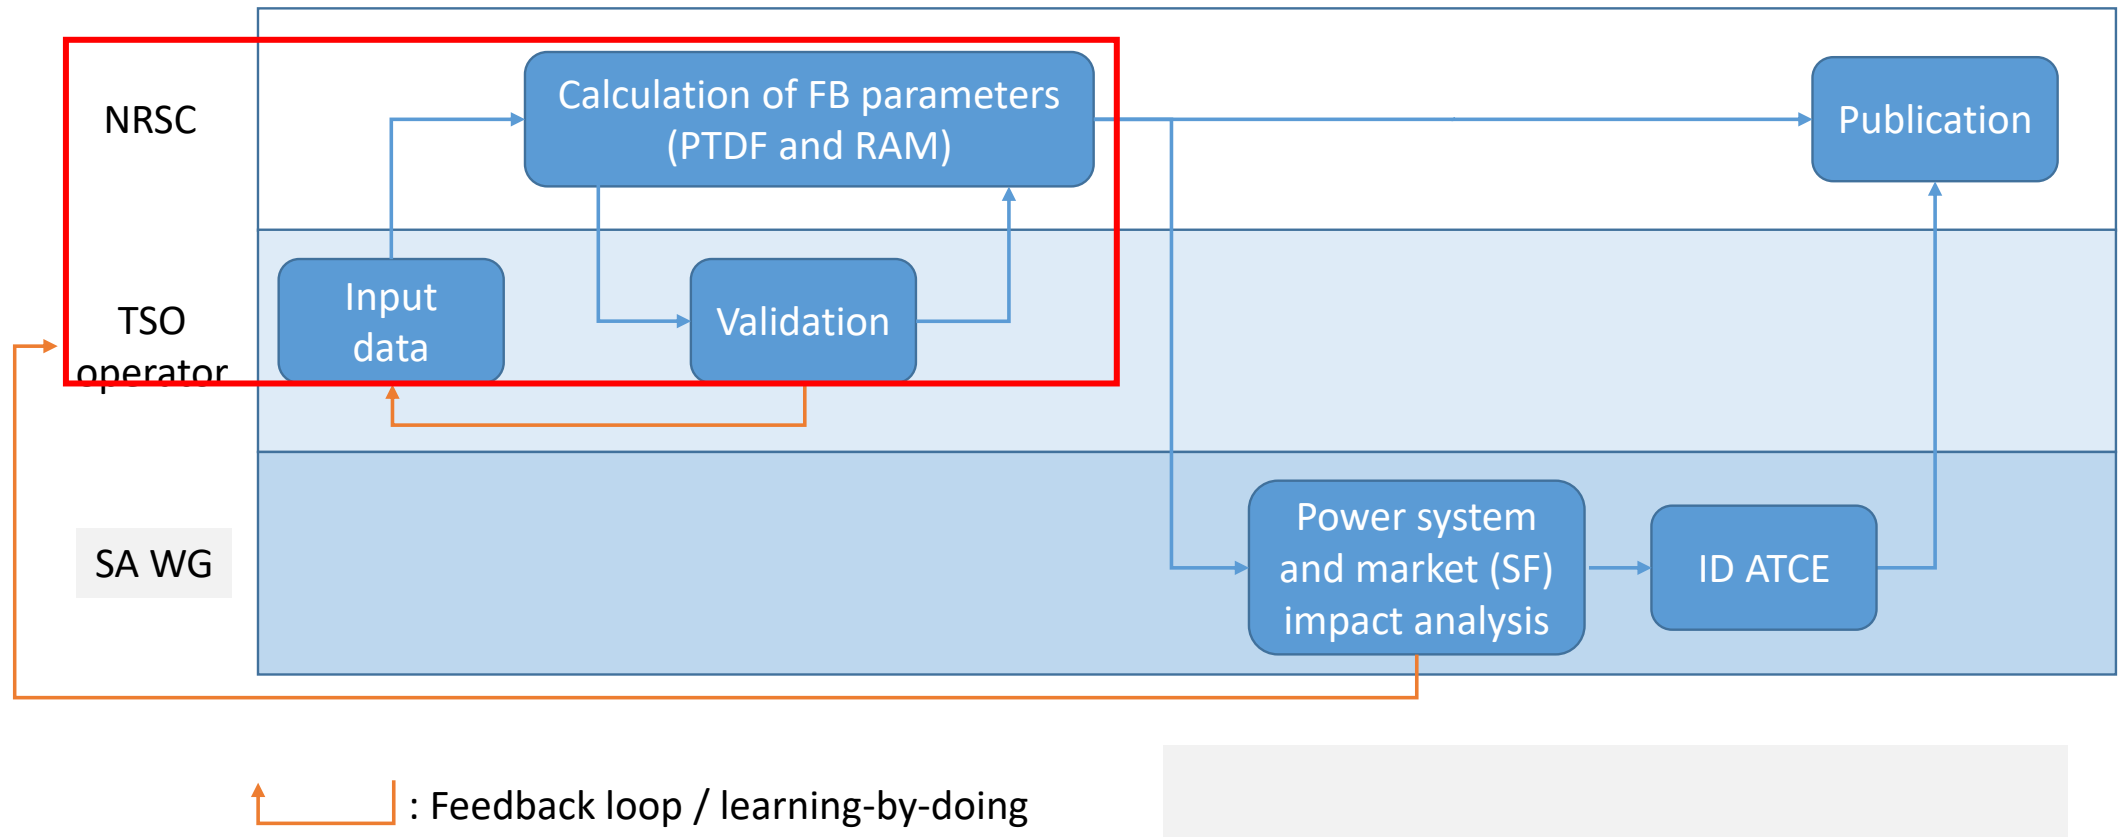 NRSC
Calculation of FB parameters
(PTDF and RAM)
Publication
TSO
operator
Input
data
Validation
SA WG
Power system
and market (SF)
impact analysis
ID ATCE
: Feedback loop / learning-by-doing